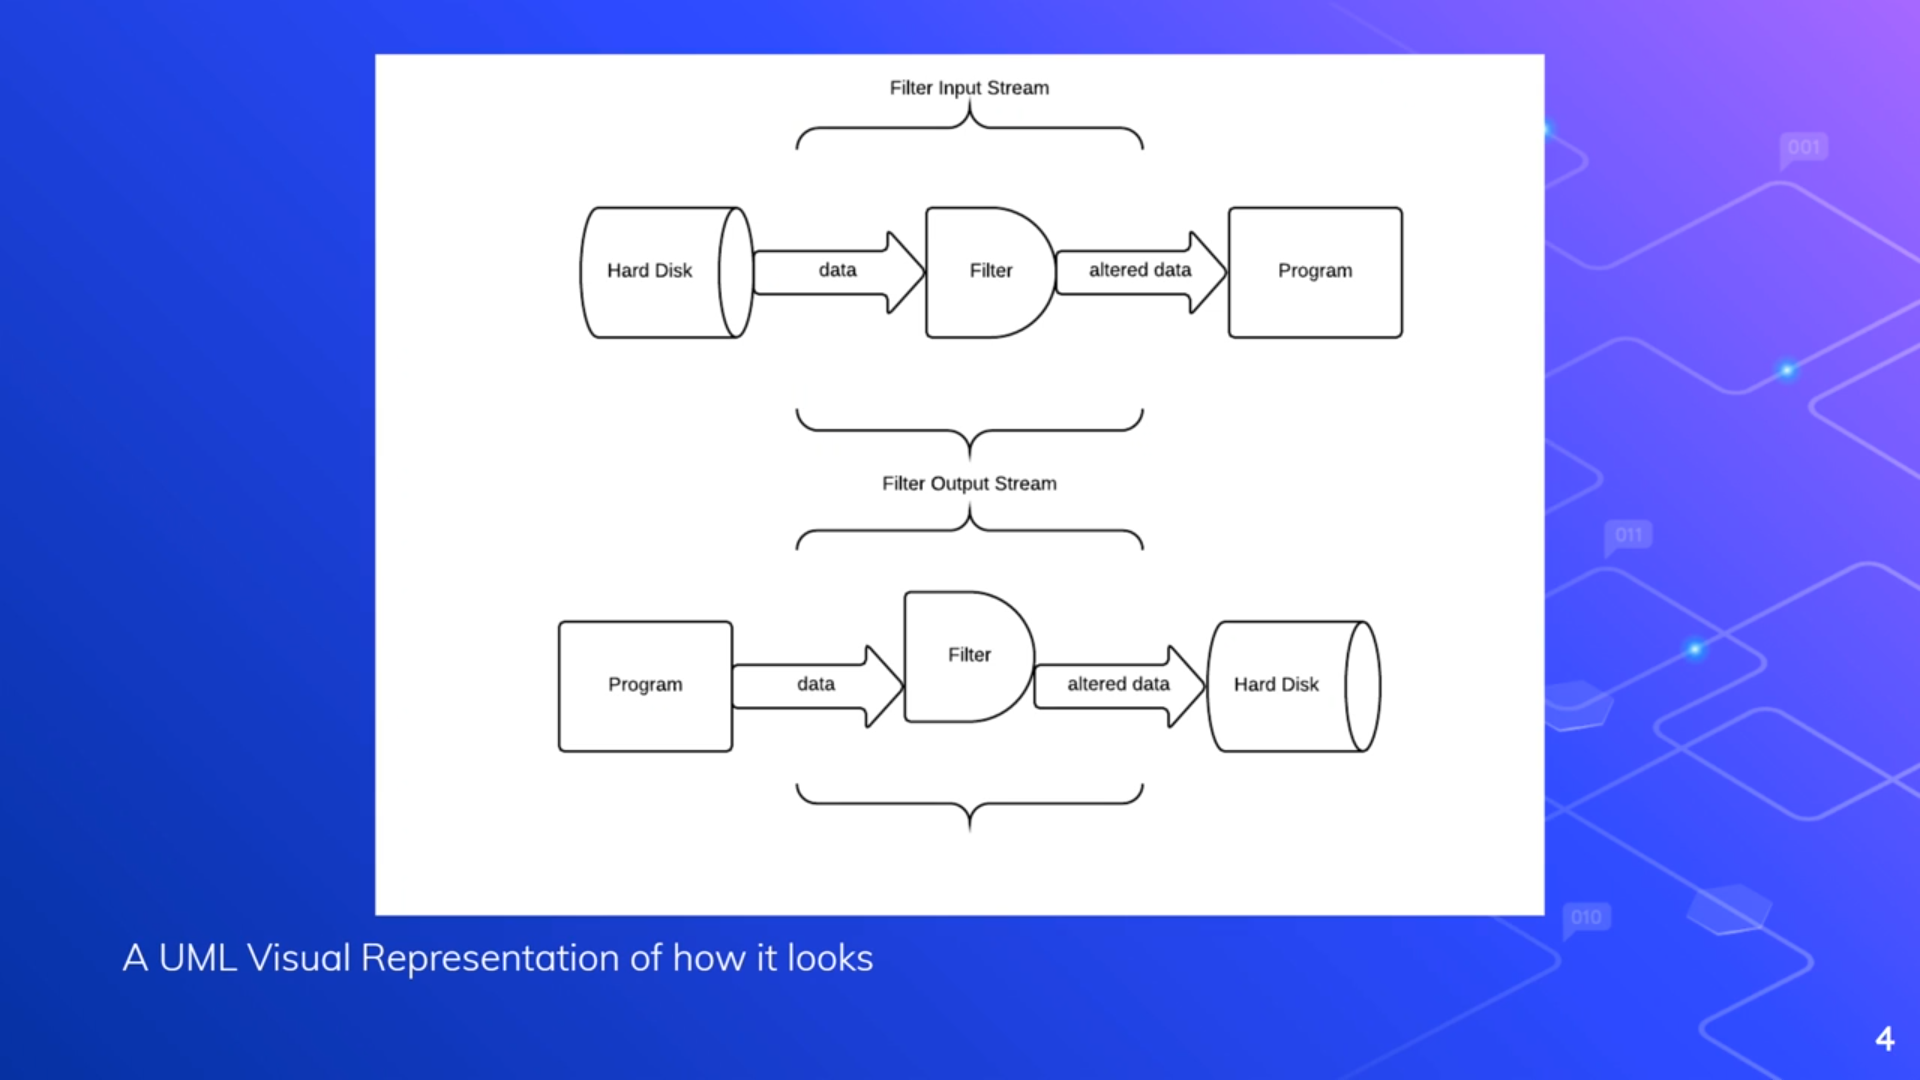 Filter Input Stream
Hard Disk
data
Filter
altered data
Program
Filter Output Stream
Program
data
Filter
altered data
Hard Disk
A UML Visual Representation of how it looks
001
011
010
4